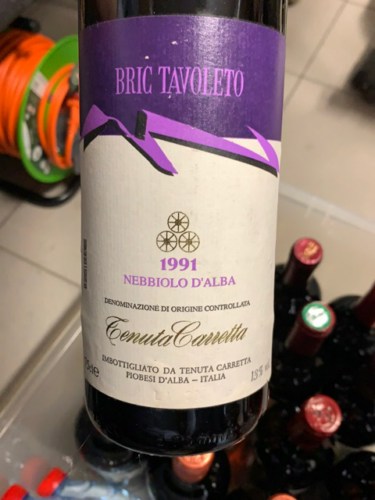 BRIC TAVOLETO
1991
NEBBIOLO D'ALBA
DENOMINAZIONE DI ORIGINE CONTROLLATA
Tenuta Carretta
IMBOTTIGLIATO DA TENUTA CARRETTA
PIOBESI D'ALBA – ITALIA